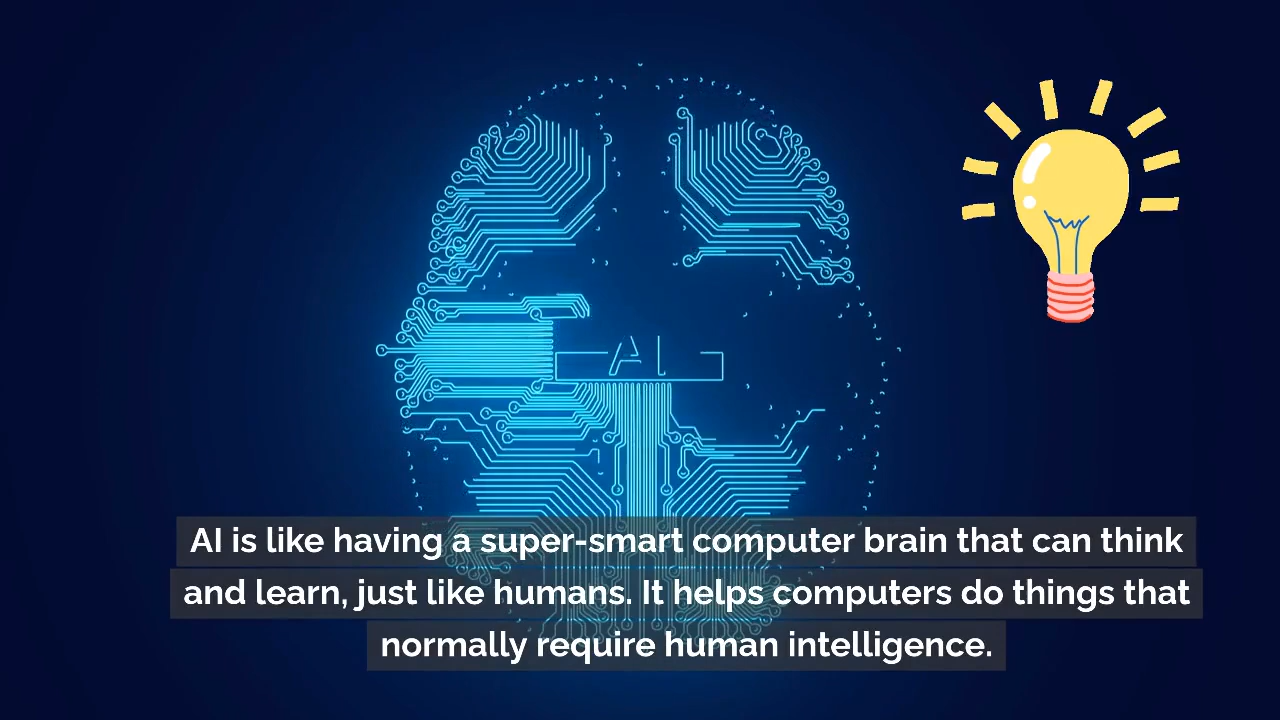 AI
AI is like having a super-smart computer brain that can think
and learn, just like humans. It helps computers do things that
normally require human intelligence.